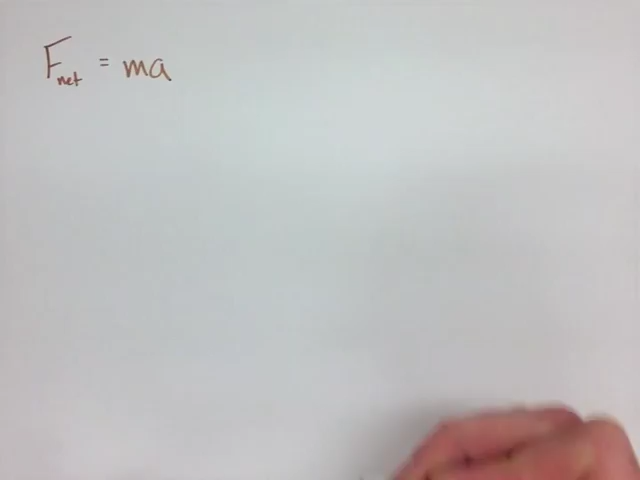 F_net = ma